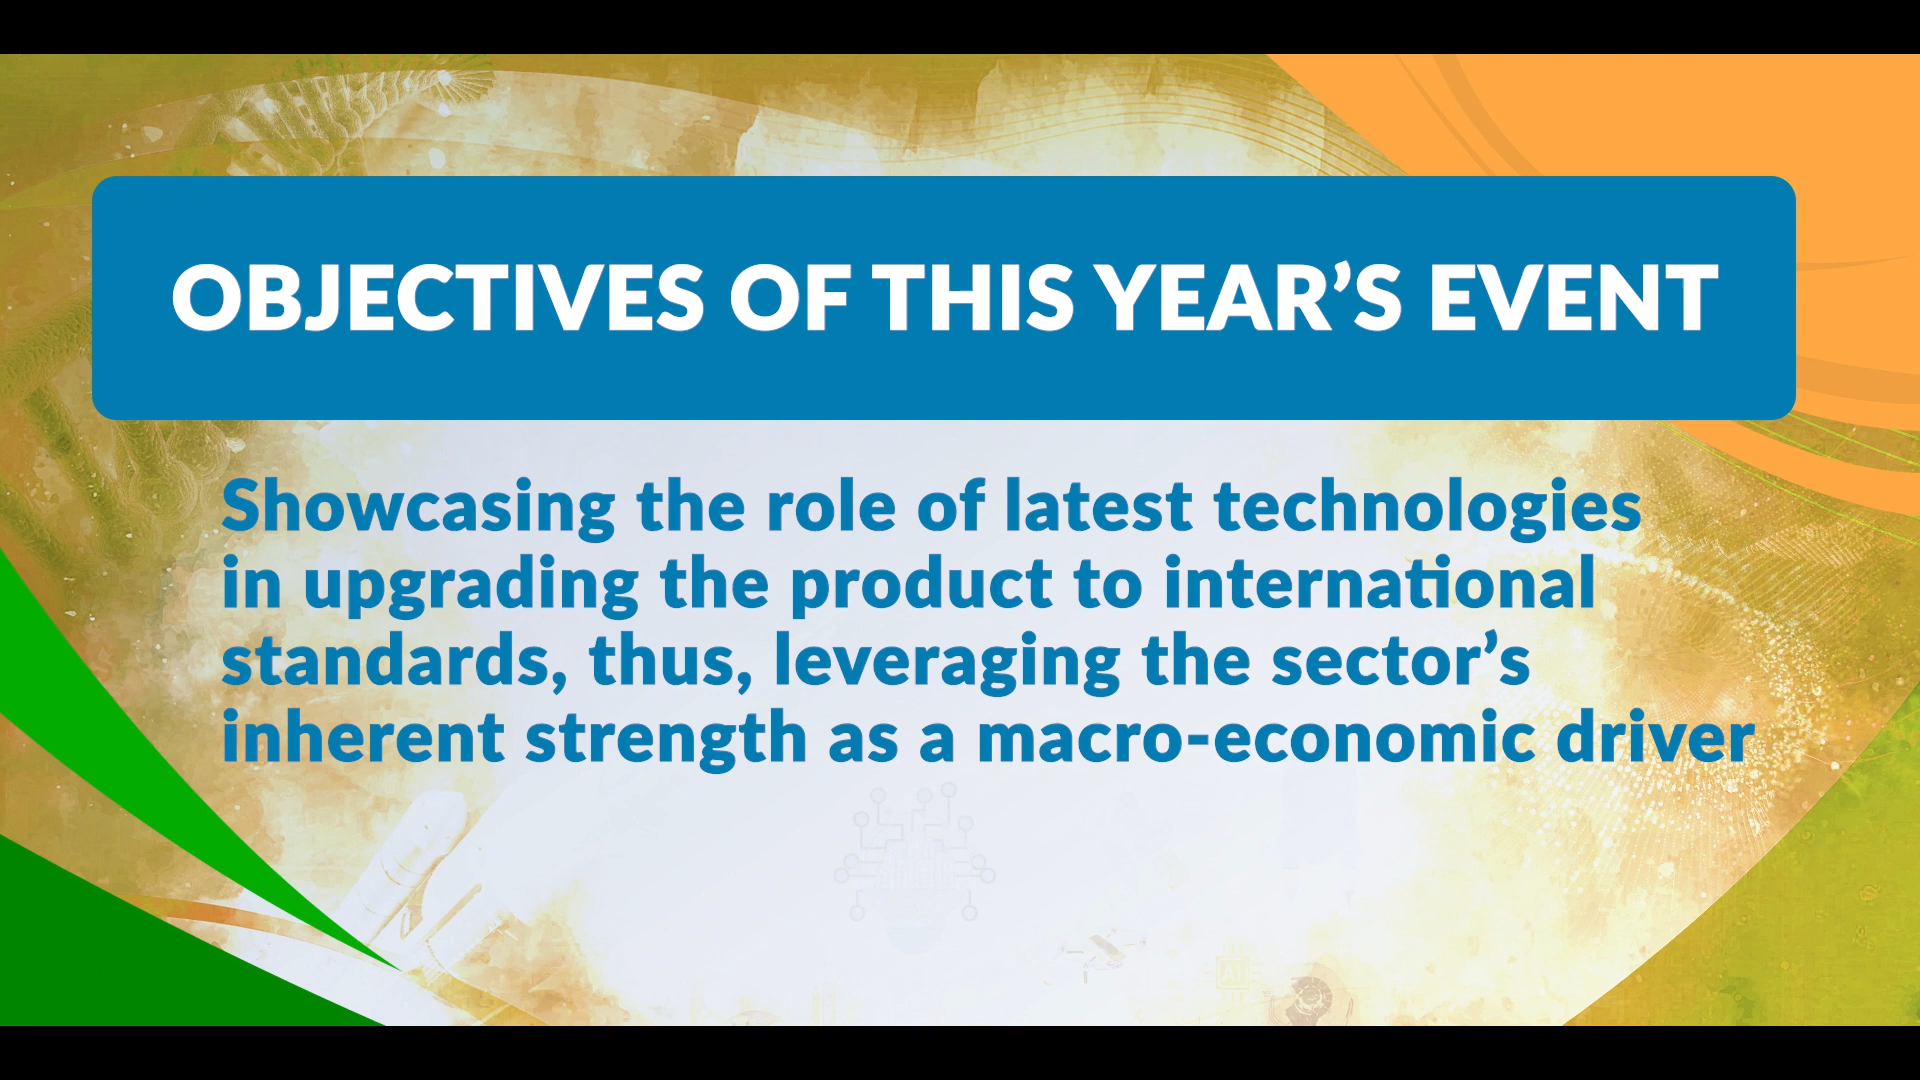 OBJECTIVES OF THIS YEAR’S EVENT
Showcasing the role of latest technologies
in upgrading the product to international
standards, thus, leveraging the sector’s
inherent strength as a macro-economic driver
AI